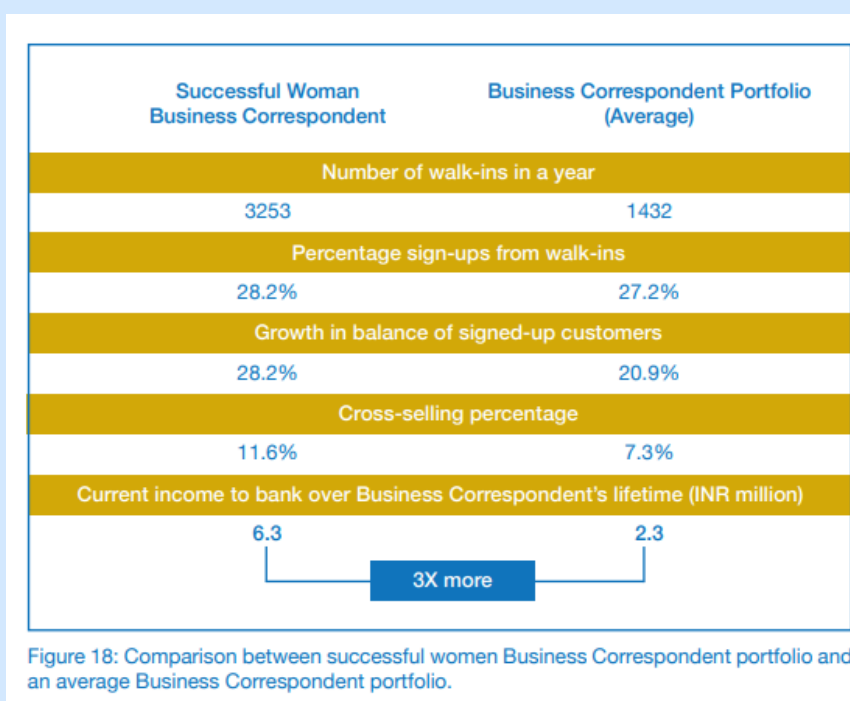 Successful Woman
Business Correspondent
Business Correspondent Portfolio
(Average)
Number of walk-ins in a year
3253 1432
Percentage sign-ups from walk-ins
28.2% 27.2%
Growth in balance of signed-up customers
28.2% 20.9%
Cross-selling percentage
11.6% 7.3%
Current income to bank over Business Correspondent's lifetime (INR million)
6.3 2.3
3X more
Figure 18: Comparison between successful women Business Correspondent portfolio and
an average Business Correspondent portfolio.